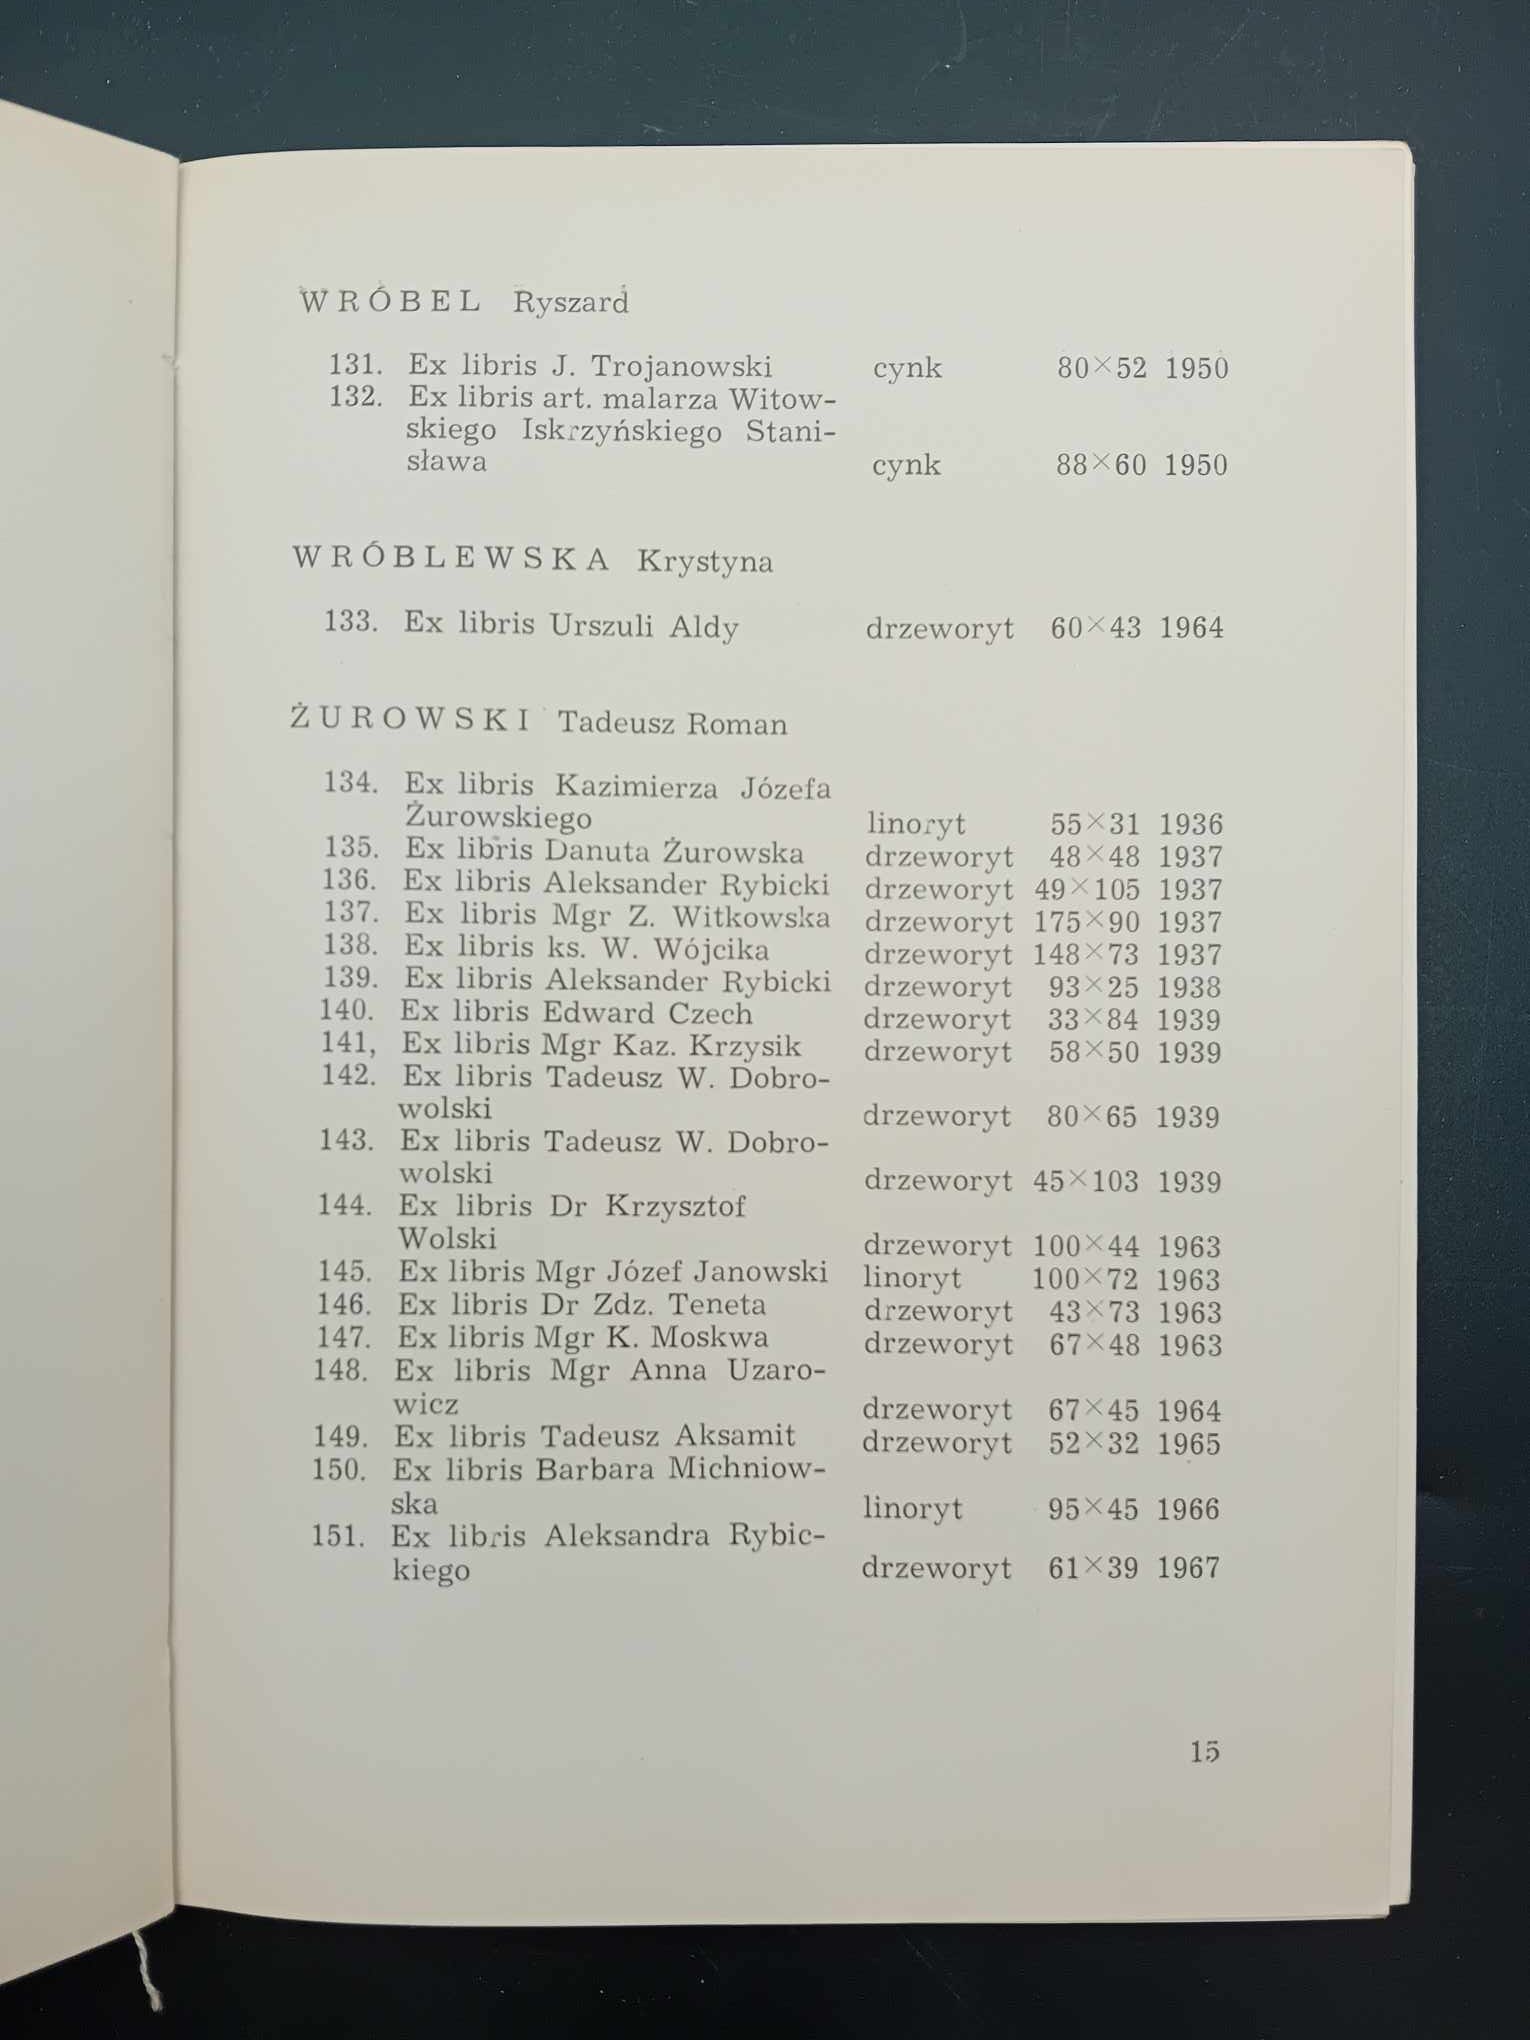 WRÓBEL Ryszard
131. Ex libris J. Trojanowski cynk 80×52 1950
132. Ex libris art. malarza Witow-
skiego Iskrzyńskiego Stani-
sława cynk 88×60 1950
WRÓBLEWSKA Krystyna
133. Ex libris Urszuli Aldy drzeworyt 60×43 1964
ŻUROWSKI Tadeusz Roman
134. Ex libris Kazimierza Józefa
Żurowskiego linoryt 55×31 1936
135. Ex libris Danuta Żurowska drzeworyt 48×48 1937
136. Ex libris Aleksander Rybicki drzeworyt 49×105 1937
137. Ex libris Mgr Z. Witkowska drzeworyt 175×90 1937
138. Ex libris ks. W. Wójcika drzeworyt 148×73 1937
139. Ex libris Aleksander Rybicki drzeworyt 93×25 1938
140. Ex libris Edward Czech drzeworyt 33×84 1939
141, Ex libris Mgr Kaz. Krzysik drzeworyt 58×50 1939
142. Ex libris Tadeusz W. Dobro-
wolski drzeworyt 80×65 1939
143. Ex libris Tadeusz W. Dobro-
wolski drzeworyt 45×103 1939
144. Ex libris Dr Krzysztof
Wolski drzeworyt 100×44 1963
145. Ex libris Mgr Józef Janowski linoryt 100×72 1963
146. Ex libris Dr Zdz. Teneta drzeworyt 43×73 1963
147. Ex libris Mgr K. Moskwa drzeworyt 67×48 1963
148. Ex libris Mgr Anna Uzaro-
wicz drzeworyt 67×45 1964
149. Ex libris Tadeusz Aksamit drzeworyt 52×32 1965
150. Ex libris Barbara Michniow-
ska linoryt 95×45 1966
151. Ex libris Aleksandra Rybic-
kiego drzeworyt 61×39 1967
15